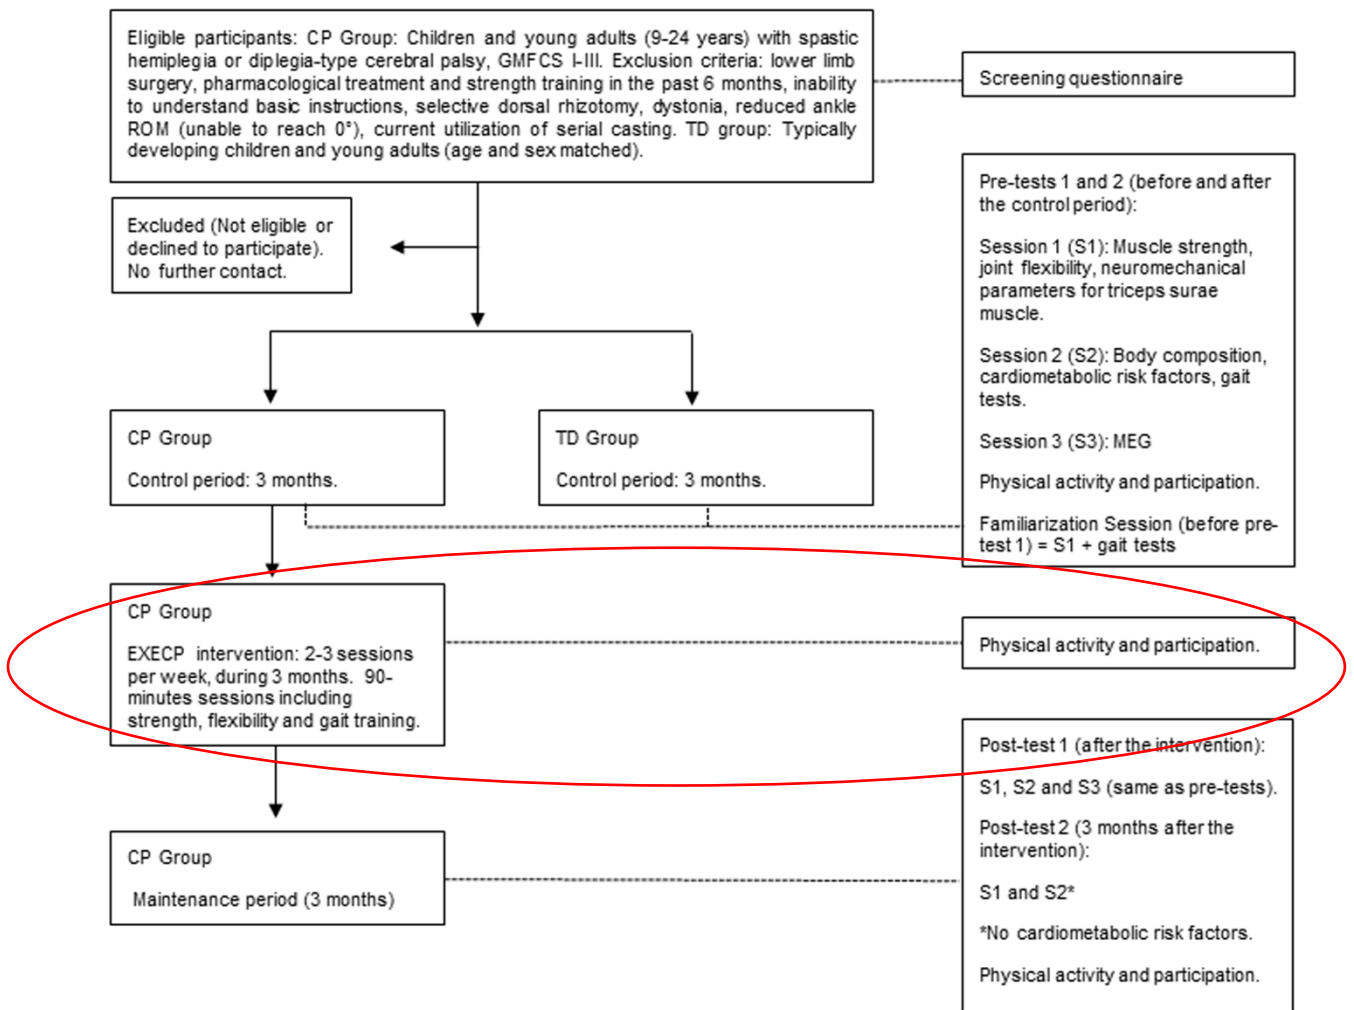 Eligible participants: CP Group: Children and young adults (9-24 years) with spastic
hemiplegia or diplegia-type cerebral palsy, GMFCS I-III. Exclusion criteria: lower limb
surgery, pharmacological treatment and strength training in the past 6 months, inability
to understand basic instructions, selective dorsal rhizotomy, dystonia, reduced ankle
ROM (unable to reach 0°), current utilization of serial casting. TD group: Typically
developing children and young adults (age and sex matched).
Screening questionnaire
Excluded (Not eligible or
declined to participate).
No further contact.
Pre-tests 1 and 2 (before and after
the control period):
Session 1 (S1): Muscle strength,
joint flexibility, neuromechanical
parameters for triceps surae
muscle.
Session 2 (S2): Body composition,
cardiometabolic risk factors, gait
tests.
Session 3 (S3): MEG
Physical activity and participation.
Familiarization Session (before pre-
test 1) = S1 + gait tests
CP Group
Control period: 3 months.
TD Group
Control period: 3 months.
CP Group
EXECP intervention: 2-3 sessions
per week, during 3 months. 90-
minutes sessions including
strength, flexibility and gait training.
Physical activity and participation.
CP Group
Maintenance period (3 months)
Post-test 1 (after the intervention):
S1, S2 and S3 (same as pre-tests).
Post-test 2 (3 months after the
intervention):
S1 and S2*
*No cardiometabolic risk factors.
Physical activity and participation.